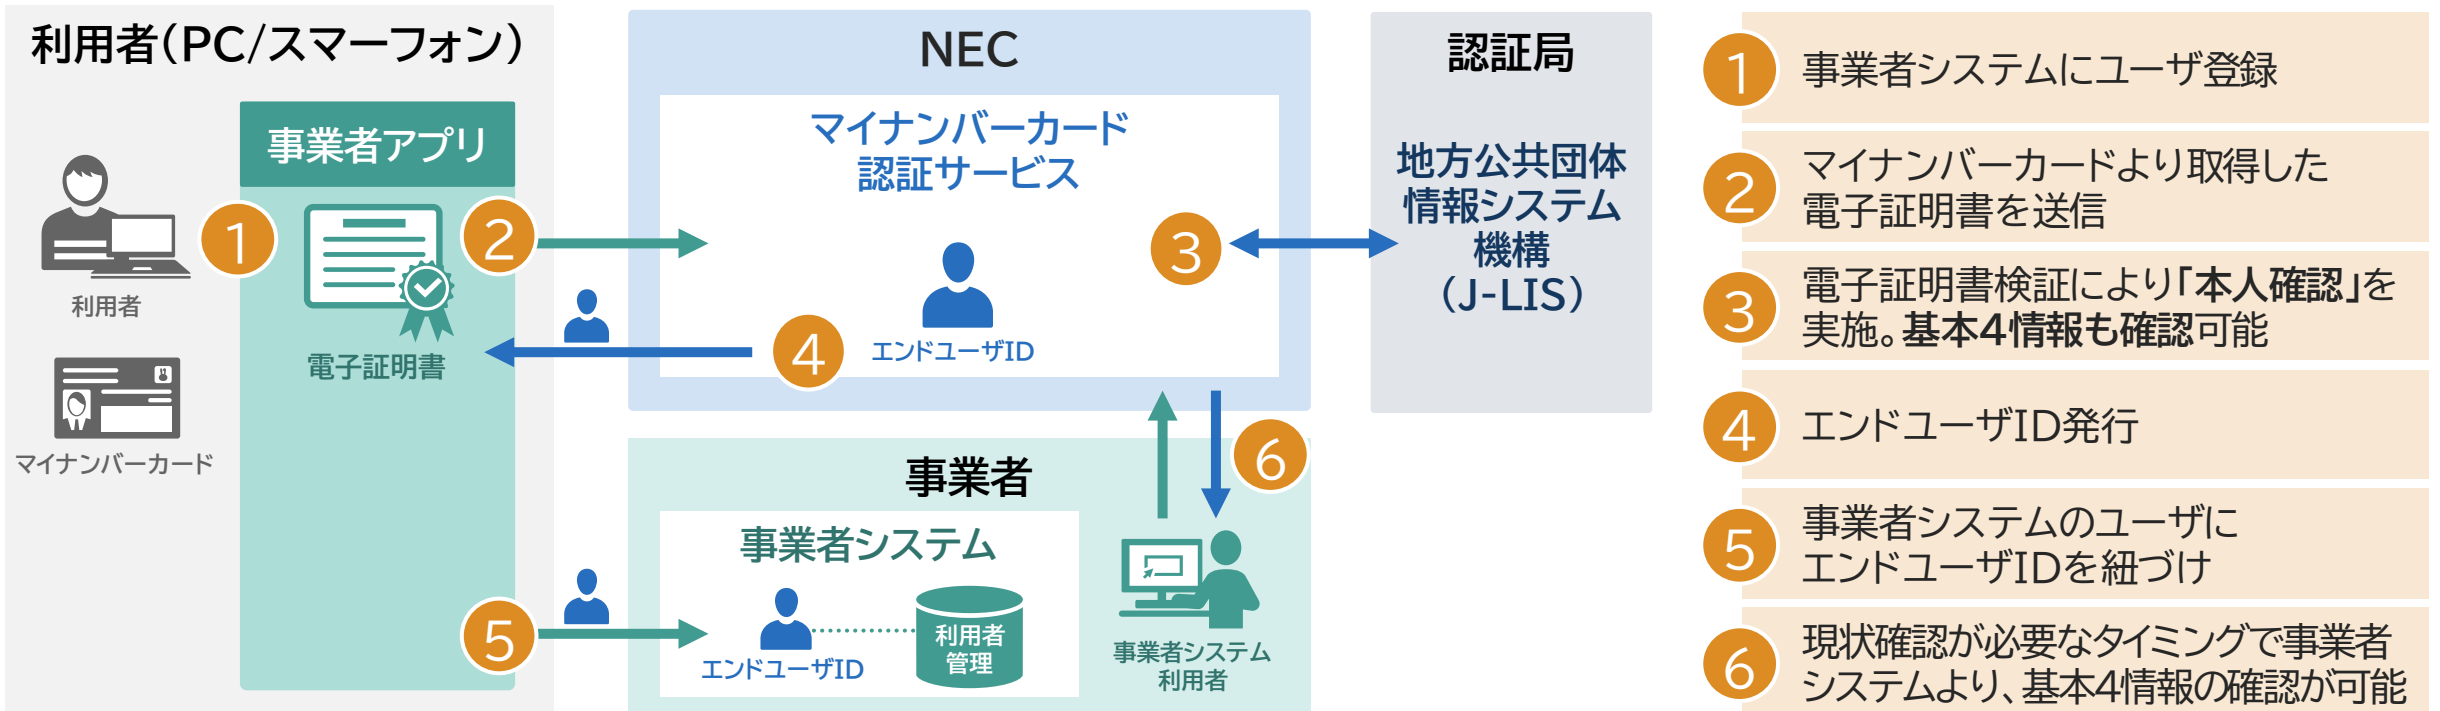 利用者（PC/スマーフォン）
事業者アプリ
1
2
利用者
電子証明書
マイナンバーカード
NEC
マイナンバーカード
認証サービス
3
4
エンドユーザID
認証局
地方公共団体
情報システム
機構
（J-LIS）
事業者
6
事業者システム
5
エンドユーザID
利用者
管理
事業者システム
利用者
1
事業者システムにユーザ登録
2
マイナンバーカードより取得した
電子証明書を送信
3
電子証明書検証により「本人確認」を
実施。基本4情報も確認可能
4
エンドユーザID発行
5
事業者システムのユーザに
エンドユーザIDを紐づけ
6
現状確認が必要なタイミングで事業者
システムより、基本4情報の確認が可能